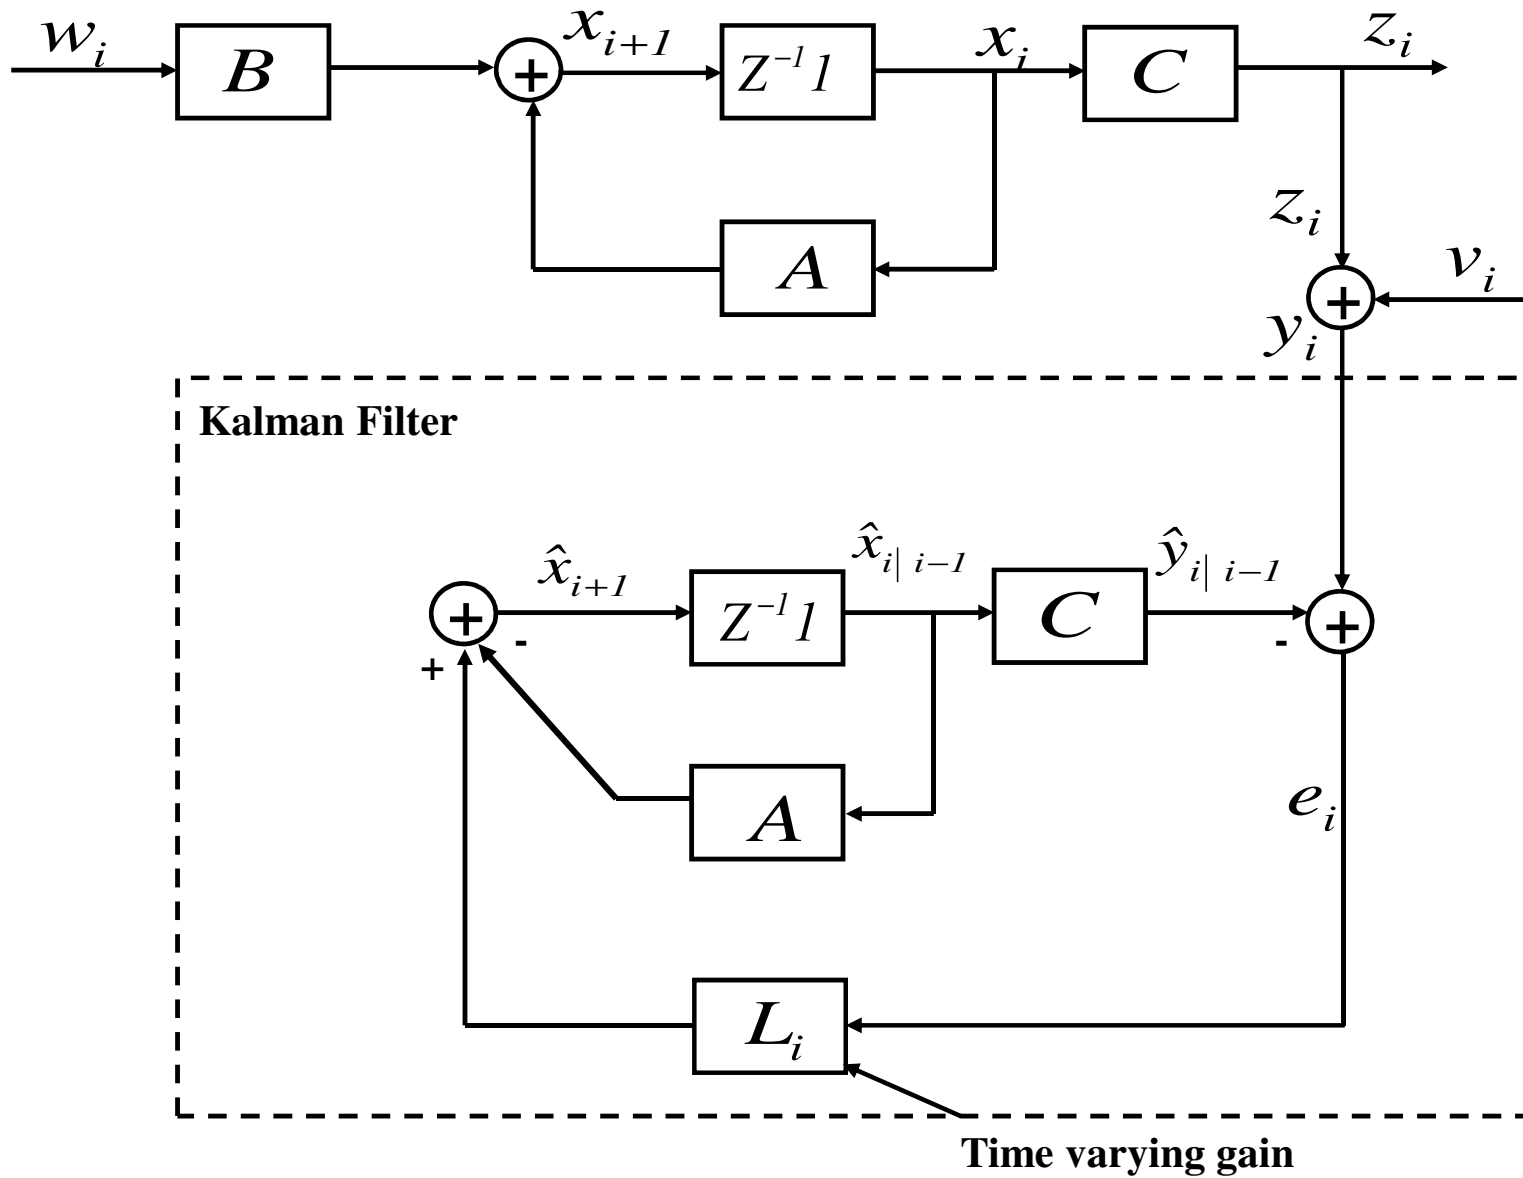 w_i
B
+
x_{i+1}
Z^{-1} I
x_i
C
z_i
A
z_i
v_i
+
y_i
Kalman Filter
x̂_{i+1}
x̂_{i| i-1}
ŷ_{i| i-1}
+
-
+
Z^{-1} I
C
-
+
A
e_i
L_i
Time varying gain